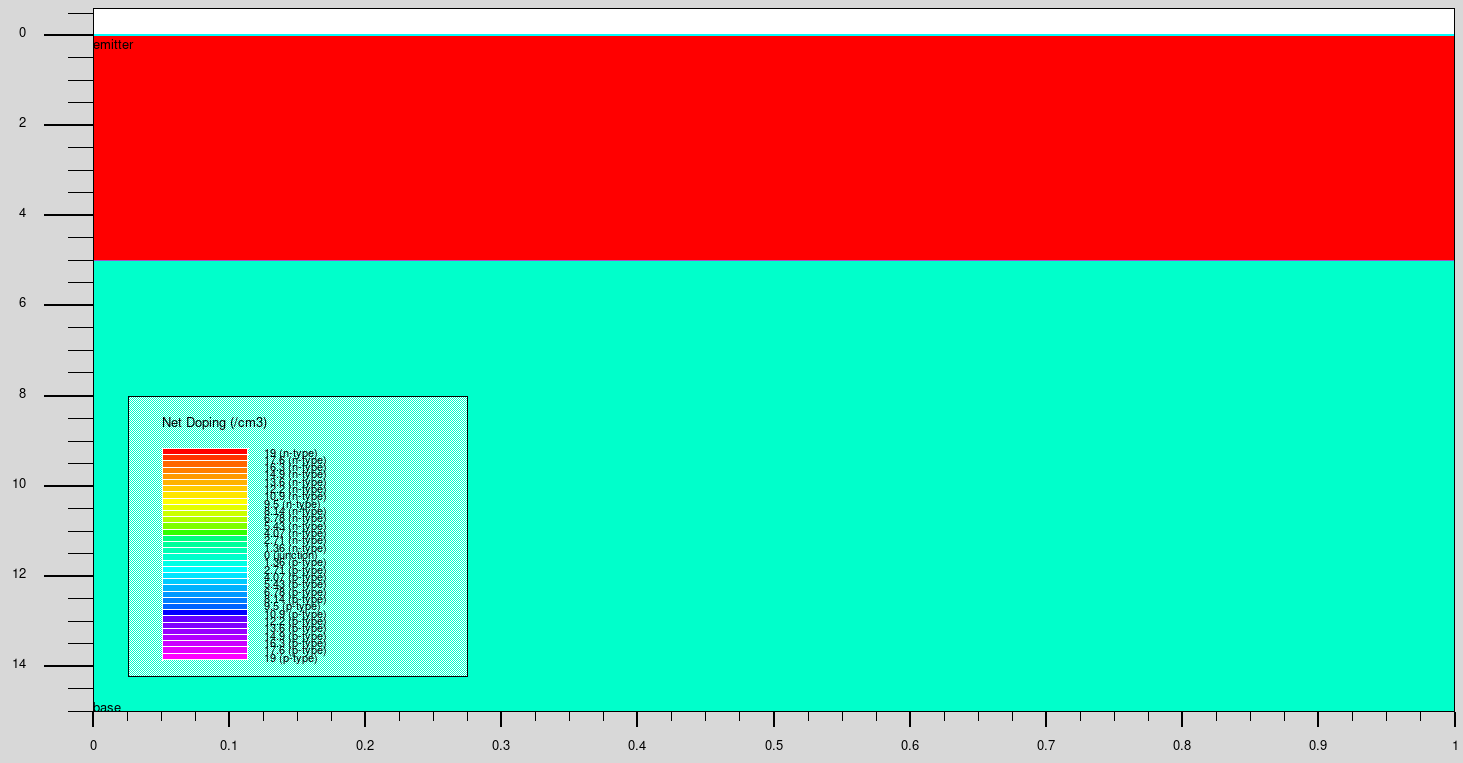 0
emitter
2
4
6
8
Net Doping (/cm3)
19 (n-type)
17.6 (n-type)
16.3 (n-type)
14.9 (n-type)
13.6 (n-type)
12.2 (n-type)
10.9 (n-type)
9.5 (n-type)
8.14 (n-type)
6.78 (n-type)
5.43 (n-type)
4.07 (n-type)
2.71 (n-type)
1.36 (n-type)
0 (junction)
1.36 (p-type)
2.71 (p-type)
4.07 (p-type)
5.43 (p-type)
6.78 (p-type)
8.14 (p-type)
9.5 (p-type)
10.9 (p-type)
12.2 (p-type)
13.6 (p-type)
14.9 (p-type)
16.3 (p-type)
17.6 (p-type)
19 (p-type)
10
12
14
base
0 0.1 0.2 0.3 0.4 0.5 0.6 0.7 0.8 0.9 1